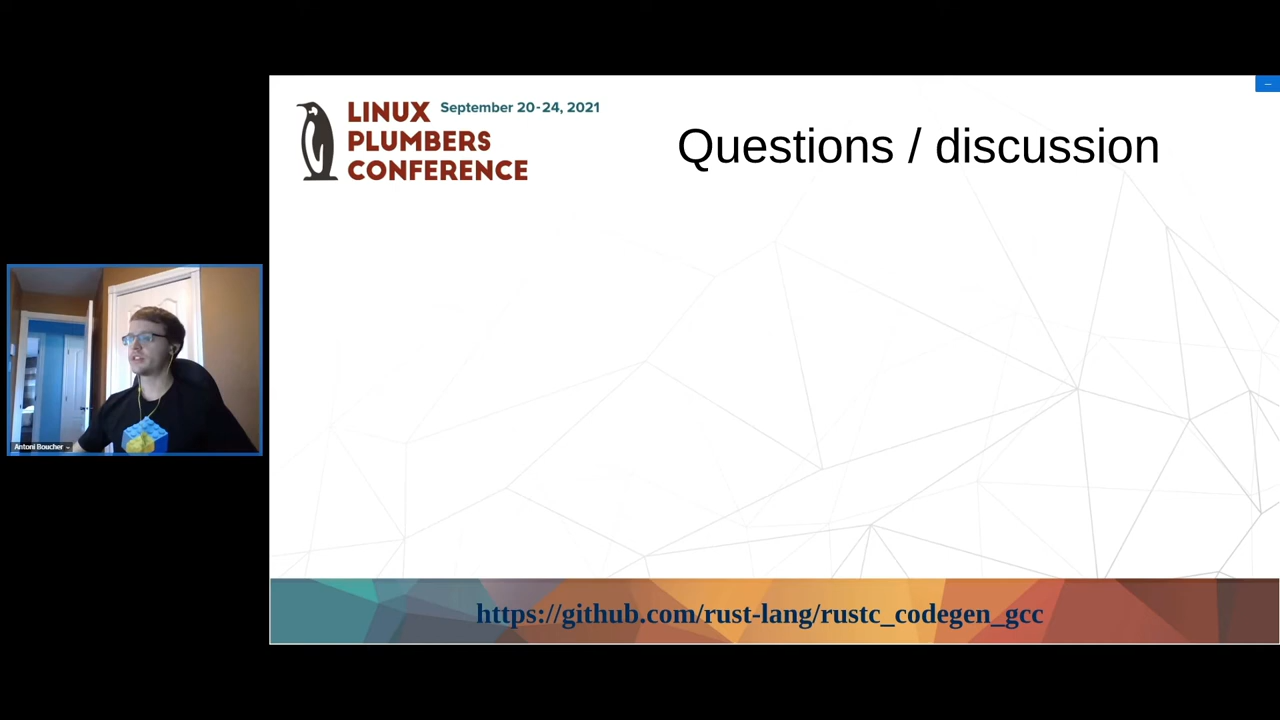 LINUX
September 20-24, 2021
PLUMBERS
CONFERENCE
Questions / discussion
Antoni Boucher
https://github.com/rust-lang/rustc_codegen_gcc